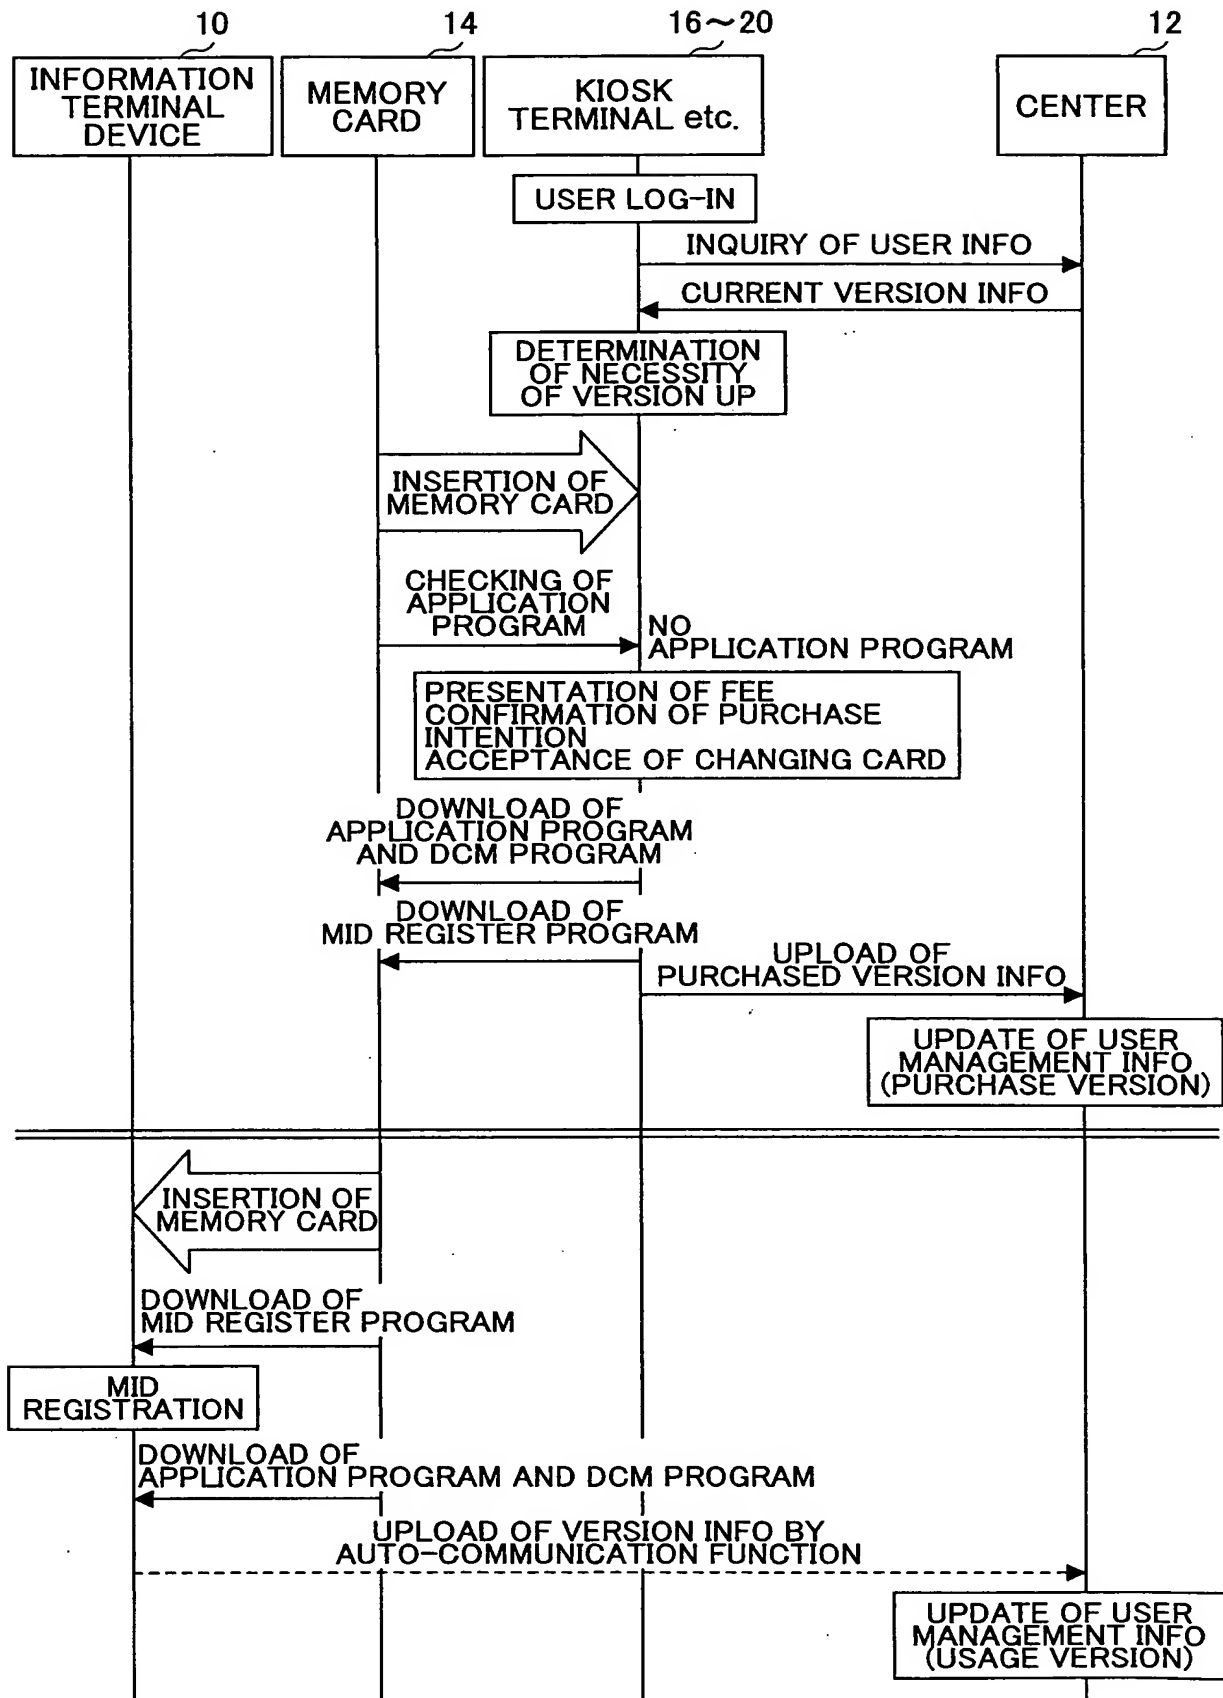 10
14
16~20
12
INFORMATION
TERMINAL
DEVICE
MEMORY
CARD
KIOSK
TERMINAL etc.
CENTER
USER LOG-IN
INQUIRY OF USER INFO
CURRENT VERSION INFO
DETERMINATION
OF NECESSITY
OF VERSION UP
INSERTION OF
MEMORY CARD
CHECKING OF
APPLICATION
PROGRAM
NO
APPLICATION PROGRAM
PRESENTATION OF FEE
CONFIRMATION OF PURCHASE
INTENTION
ACCEPTANCE OF CHANGING CARD
DOWNLOAD OF
APPLICATION PROGRAM
AND DCM PROGRAM
DOWNLOAD OF
MID REGISTER PROGRAM
UPLOAD OF
PURCHASED VERSION INFO
UPDATE OF USER
MANAGEMENT INFO
(PURCHASE VERSION)
INSERTION OF
MEMORY CARD
DOWNLOAD OF
MID REGISTER PROGRAM
MID
REGISTRATION
DOWNLOAD OF
APPLICATION PROGRAM AND DCM PROGRAM
UPLOAD OF VERSION INFO BY
AUTO-COMMUNICATION FUNCTION
UPDATE OF USER
MANAGEMENT INFO
(USAGE VERSION)